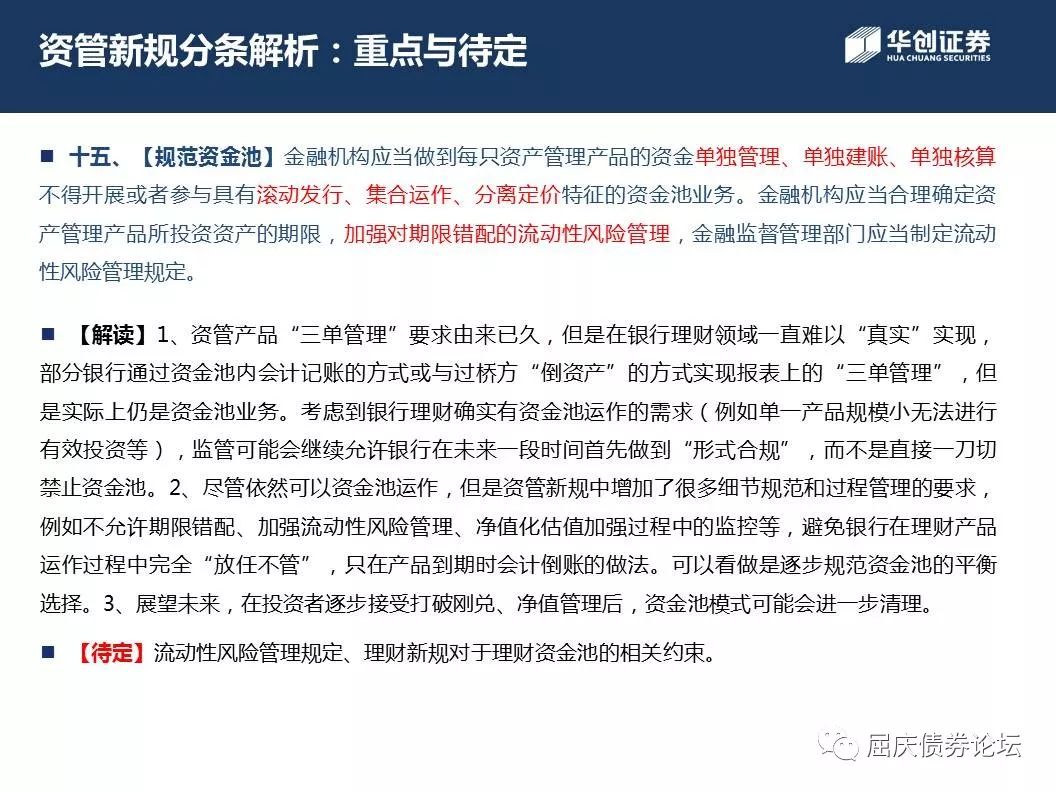 资管新规分条解析：重点与待定
华创证券
HUA CHUANG SECURITIES
■ 十五、【规范资金池】金融机构应当做到每只资产管理产品的资金单独管理、单独建账、单独核算
不得开展或者参与具有滚动发行、集合运作、分离定价特征的资金池业务。金融机构应当合理确定资
产管理产品所投资资产的期限，加强对期限错配的流动性风险管理，金融监督管理部门应当制定流动
性风险管理规定。
■ 【解读】1、资管产品“三单管理”要求由来已久，但是在银行理财领域一直难以“真实”实现，
部分银行通过资金池内会计记账的方式或与过桥方“倒资产”的方式实现报表上的“三单管理”，但
是实际上仍是资金池业务。考虑到银行理财确实有资金池运作的需求（例如单一产品规模小无法进行
有效投资等），监管可能会继续允许银行在未来一段时间首先做到“形式合规”，而不是直接一刀切
禁止资金池。2、尽管依然可以资金池运作，但是资管新规中增加了很多细节规范和过程管理的要求，
例如不允许期限错配、加强流动性风险管理、净值化估值加强过程中的监控等，避免银行在理财产品
运作过程中完全“放任不管”，只在产品到期时会计倒账的做法。可以看做是逐步规范资金池的平衡
选择。3、展望未来，在投资者逐步接受打破刚兑、净值管理后，资金池模式可能会进一步清理。
■ 【待定】流动性风险管理规定、理财新规对于理财资金池的相关约束。
屈庆债券论坛